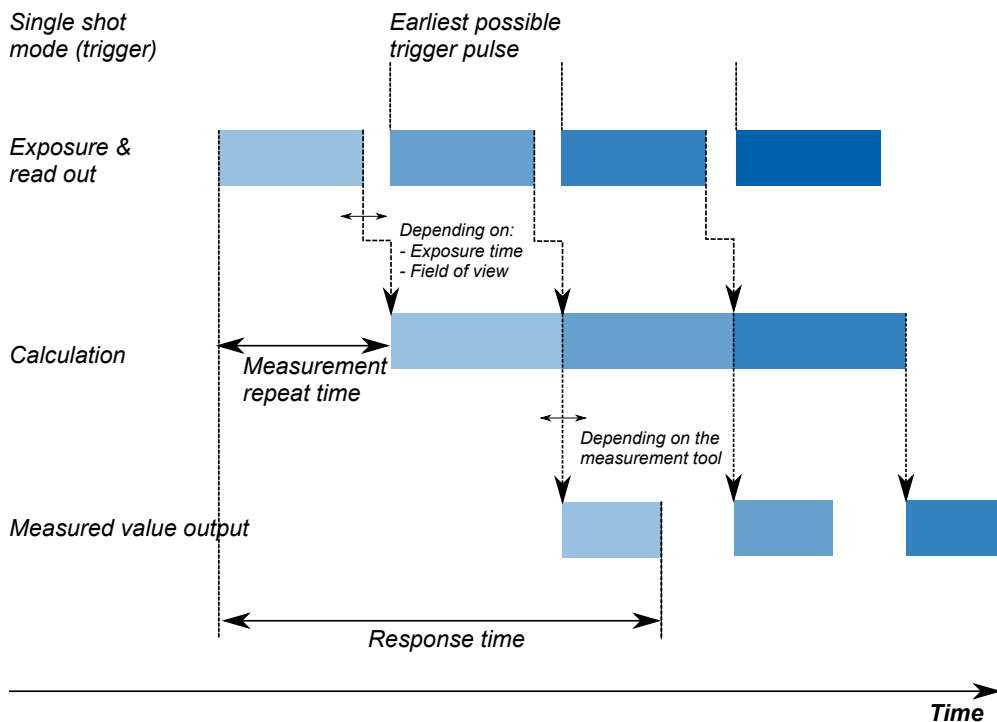 Single shot
mode (trigger)
Earliest possible
trigger pulse
Exposure &
read out
Depending on:
- Exposure time
- Field of view
Calculation
Measurement
repeat time
Depending on the
measurement tool
Measured value output
Response time
Time